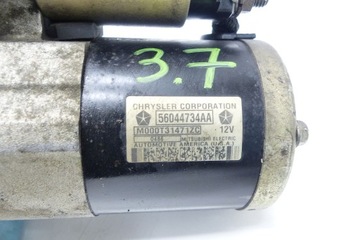 3.7
CHRYSLER CORPORATION
56044734AA
M000T31471ZC 12V
MITSUBISHI ELECTRIC
AUTOMOTIVE AMERICA (U.S.A.)